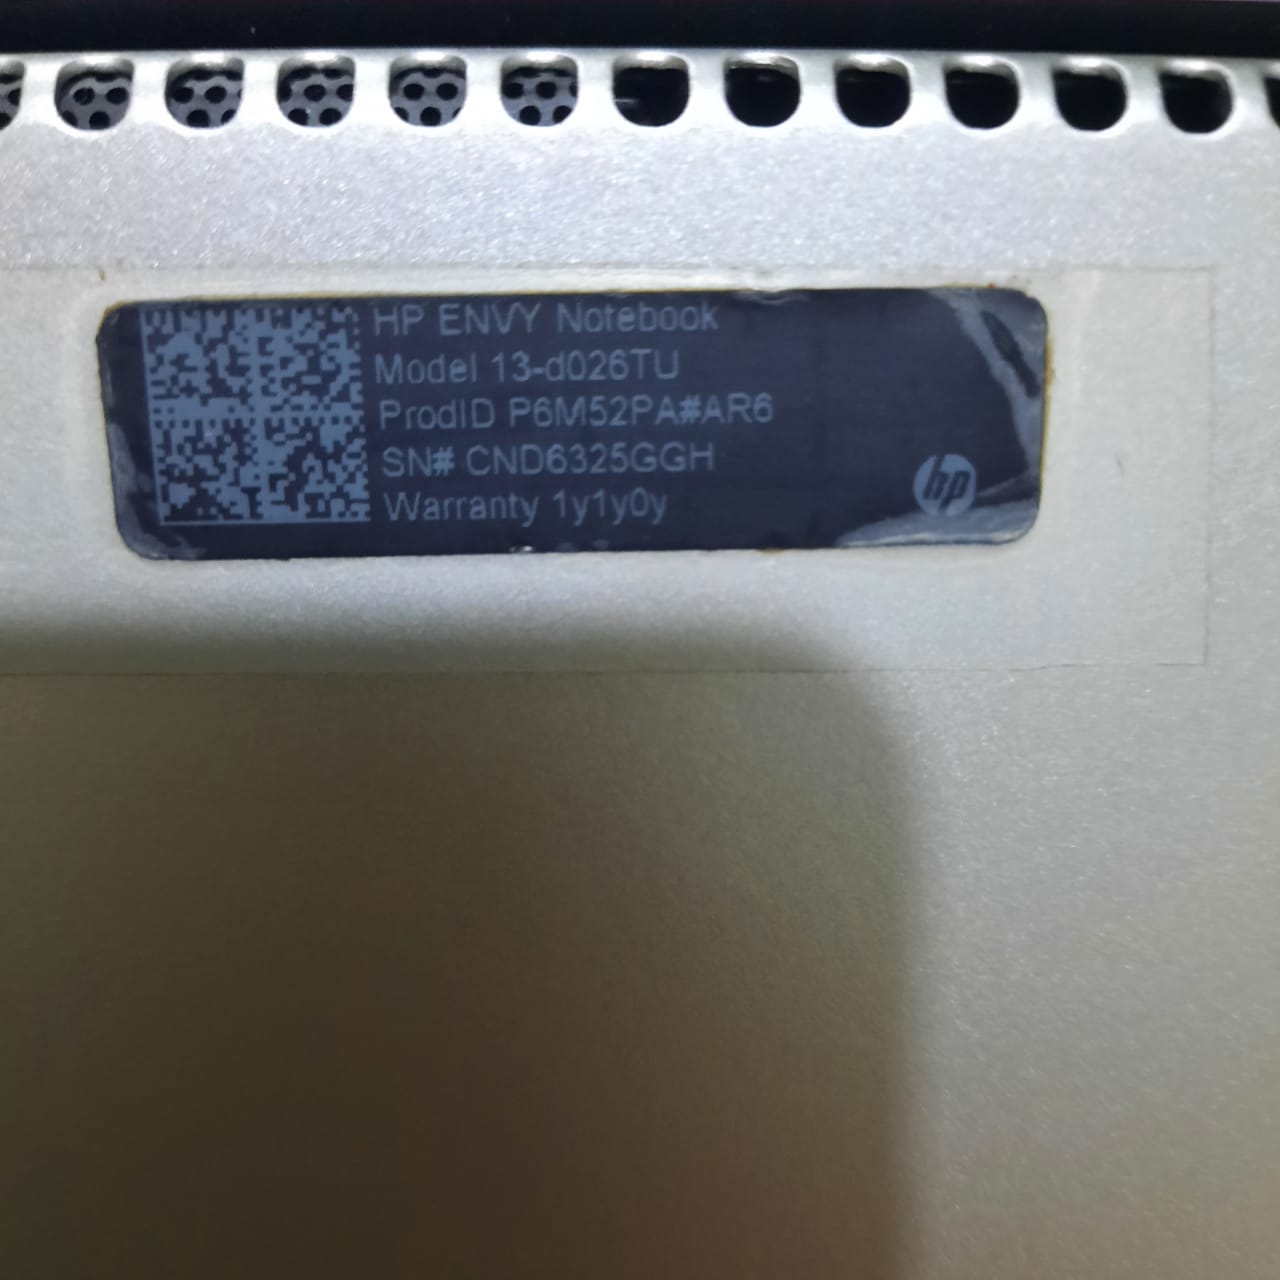 HP ENVY Notebook
Model 13-d026TU
ProdID P6M52PA#AR6
SN# CND6325GGH
Warranty 1y1y0y
hp